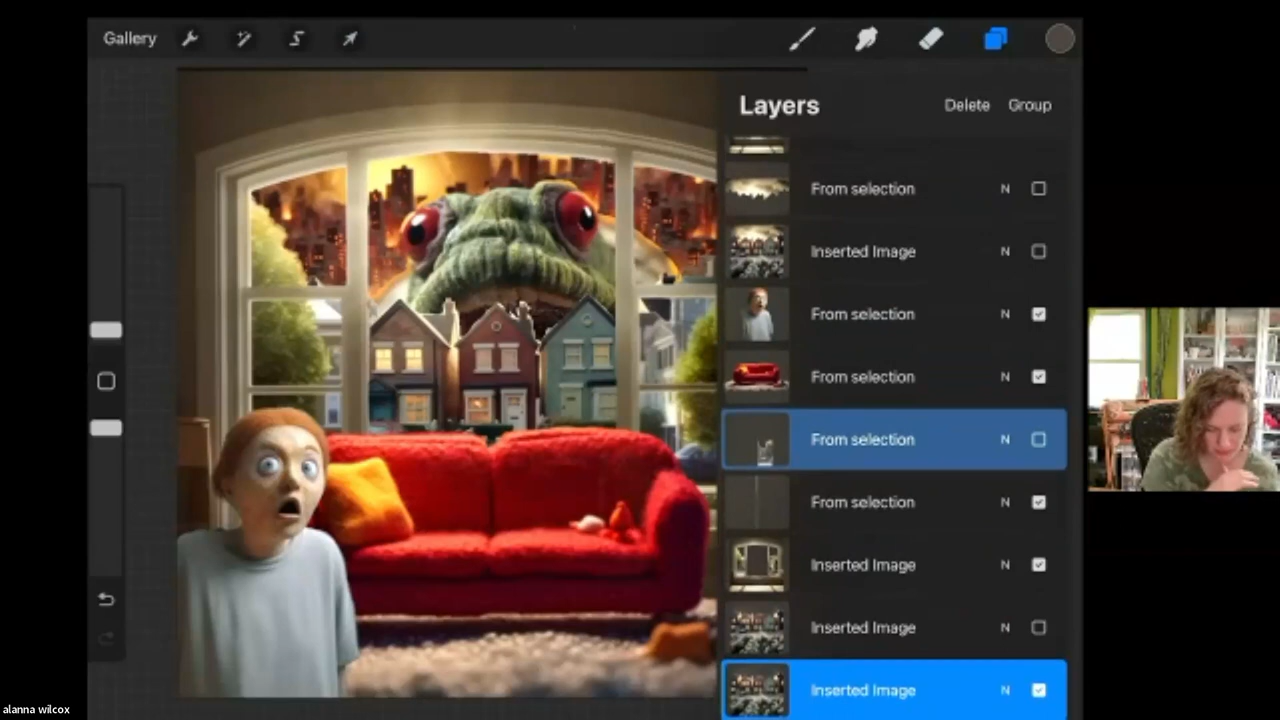 Gallery
Layers
Delete
Group
From selection N
Inserted Image N
From selection N
From selection N
From selection N
From selection N
Inserted Image N
Inserted Image N
Inserted Image N
alanna wilcox